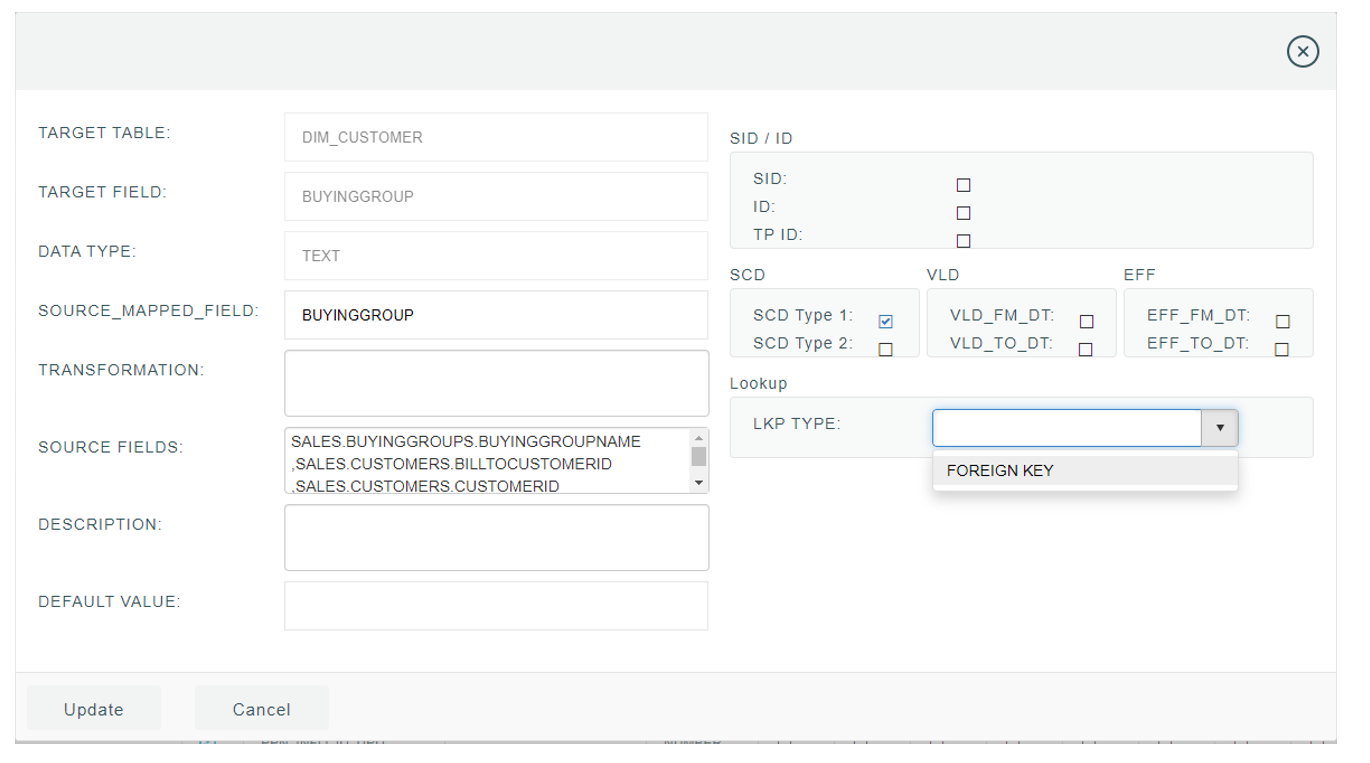 TARGET TABLE:
DIM_CUSTOMER
TARGET FIELD:
BUYINGGROUP
DATA TYPE:
TEXT
SOURCE_MAPPED_FIELD:
BUYINGGROUP
TRANSFORMATION:
SOURCE FIELDS:
SALES.BUYINGGROUPS.BUYINGGROUPNAME
,SALES.CUSTOMERS.BILLTOCUSTOMERID
,SALES.CUSTOMERS.CUSTOMERID
DESCRIPTION:
DEFAULT VALUE:
SID / ID
SID:
ID:
TP ID:
SCD
SCD Type 1:
SCD Type 2:
VLD
VLD_FM_DT:
VLD_TO_DT:
EFF
EFF_FM_DT:
EFF_TO_DT:
Lookup
LKP TYPE:
FOREIGN KEY
Update
Cancel